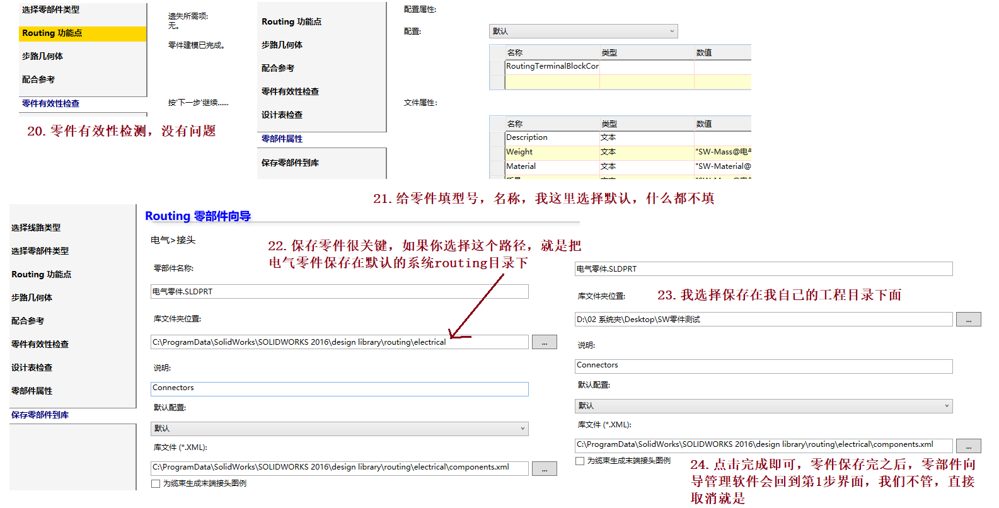 选择零部件类型
Routing 功能点
步路几何体
配合参考
零件有效性检查
遗失所需项:
无。
零件建模已完成。
按'下一步'继续......
20.零件有效性检测，没有问题
Routing 功能点
步路几何体
配合参考
零件有效性检查
设计表检查
零部件属性
保存零部件到库
配置属性:
配置:
默认
名称 类型 数值
RoutingTerminalBlockCor
文件属性:
名称 类型 数值
Description 文本
Weight 文本 "SW-Mass@电气
Material 文本 "SW-Material@
21.给零件填型号，名称，我这里选择默认，什么都不填
选择线路类型
选择零部件类型
Routing 功能点
步路几何体
配合参考
零件有效性检查
设计表检查
零部件属性
保存零部件到库
Routing 零部件向导
电气>接头
22.保存零件很关键，如果你选择这个路径，就是把
电气零件保存在默认的系统routing目录下
零部件名称:
电气零件.SLDPRT
库文件夹位置:
C:\ProgramData\SolidWorks\SOLIDWORKS 2016\design library\routing\electrical
...
说明:
Connectors
默认配置:
默认
库文件 (*.XML):
C:\ProgramData\SolidWorks\SOLIDWORKS 2016\design library\routing\electrical\components.xml
...
为缆束生成末端接头图例
电气零件.SLDPRT
库文件夹位置:
23.我选择保存在我自己的工程目录下面
D:\02 系统夹\Desktop\SW零件测试
...
说明:
Connectors
默认配置:
默认
库文件 (*.XML):
C:\ProgramData\SolidWorks\SOLIDWORKS 2016\design library\routing\electrical\components.xml
...
为缆束生成末端接头图例
24.点击完成即可，零件保存完之后，零部件向
导管理软件会回到第1步界面，我们不管，直接
取消就是